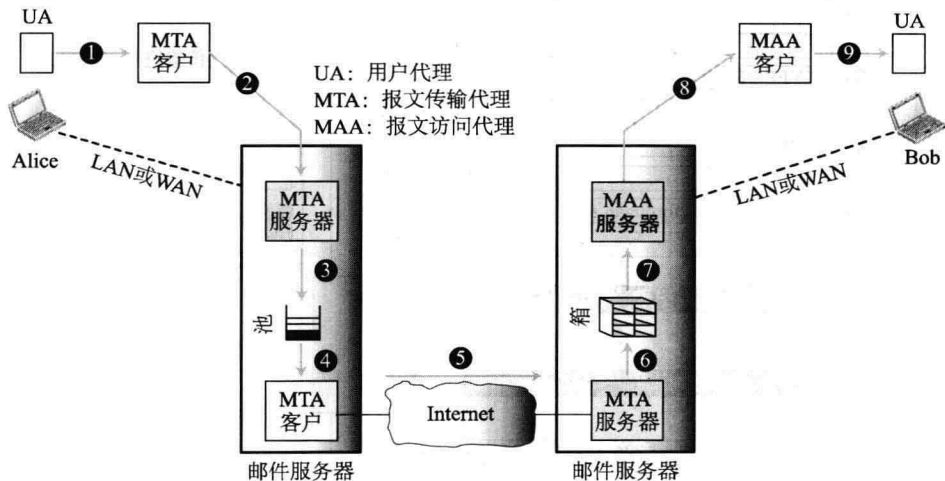 UA
1
MTA
客户
2
UA：用户代理
MTA：报文传输代理
MAA：报文访问代理
8
MAA
客户
9
UA
Alice
LAN或WAN
MTA
服务器
3
池
4
MTA
客户
邮件服务器
5
Internet
MAA
服务器
7
箱
6
MTA
服务器
邮件服务器
LAN或WAN
Bob